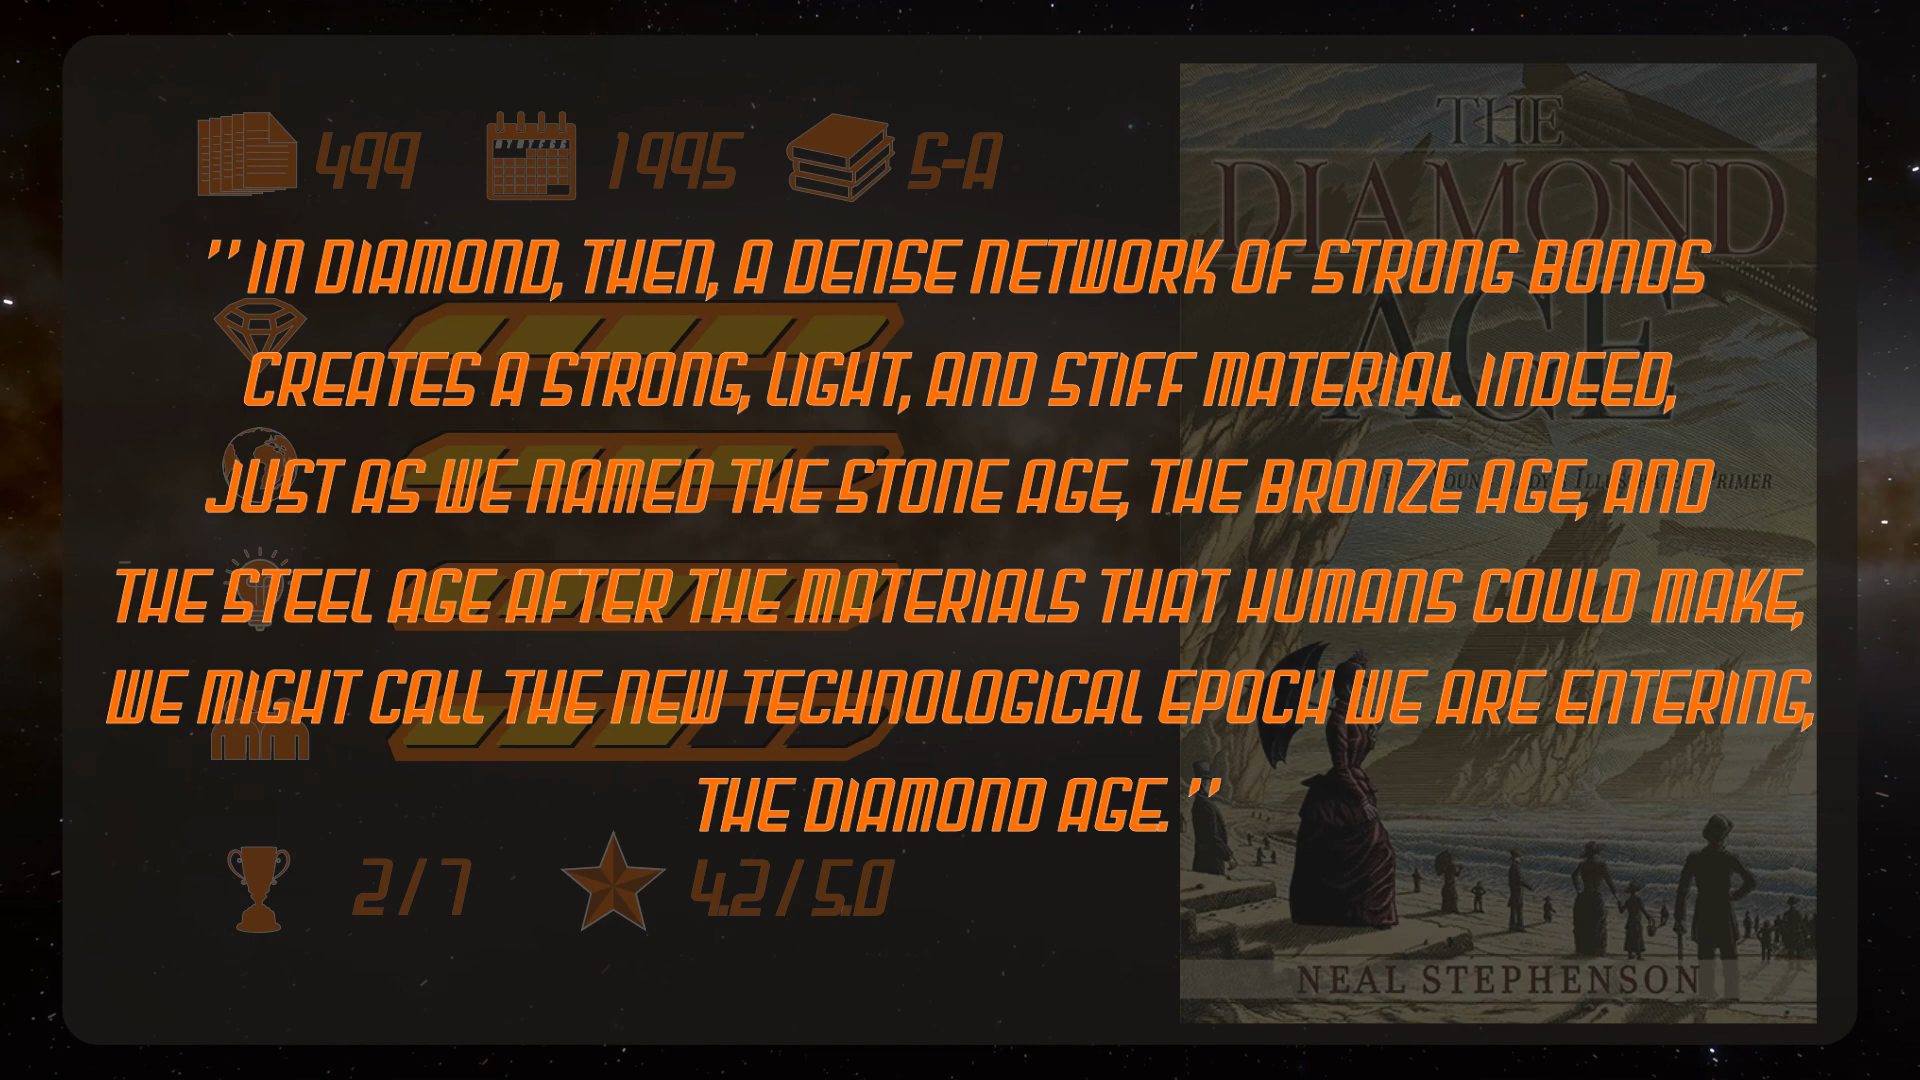 499 1995 S-A
THE
DIAMOND
AGE
"IN DIAMOND, THEN, A DENSE NETWORK OF STRONG BONDS
CREATES A STRONG, LIGHT, AND STIFF MATERIAL. INDEED,
JUST AS WE NAMED THE STONE AGE, THE BRONZE AGE, AND
THE STEEL AGE AFTER THE MATERIALS THAT HUMANS COULD MAKE,
WE MIGHT CALL THE NEW TECHNOLOGICAL EPOCH WE ARE ENTERING,
THE DIAMOND AGE."
2/7 4.2/5.0
NEAL STEPHENSON